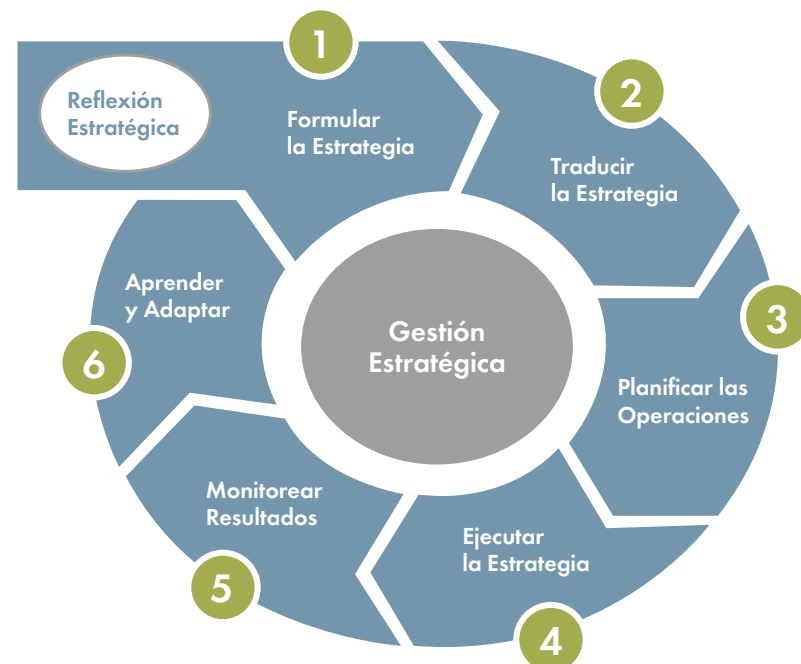 Reflexión
Estratégica
1
Formular
la Estrategia
2
Traducir
la Estrategia
3
Planificar las
Operaciones
4
Ejecutar
la Estrategia
5
Monitorear
Resultados
6
Aprender
y Adaptar
Gestión
Estratégica